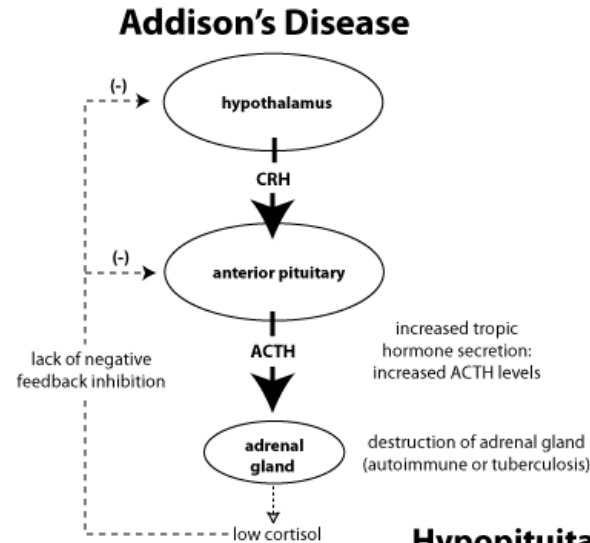 Addison's Disease
(-)
hypothalamus
CRH
(-)
anterior pituitary
ACTH
increased tropic
hormone secretion:
increased ACTH levels
lack of negative
feedback inhibition
adrenal
gland
destruction of adrenal gland
(autoimmune or tuberculosis)
low cortisol
Hypopituita